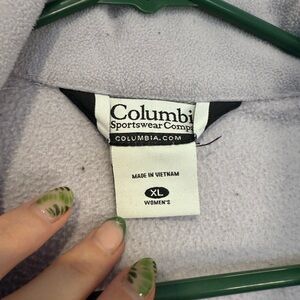 Columbi
Sportswear Comp
COLUMBIA.COM
MADE IN VIETNAM
XL
WOMEN'S